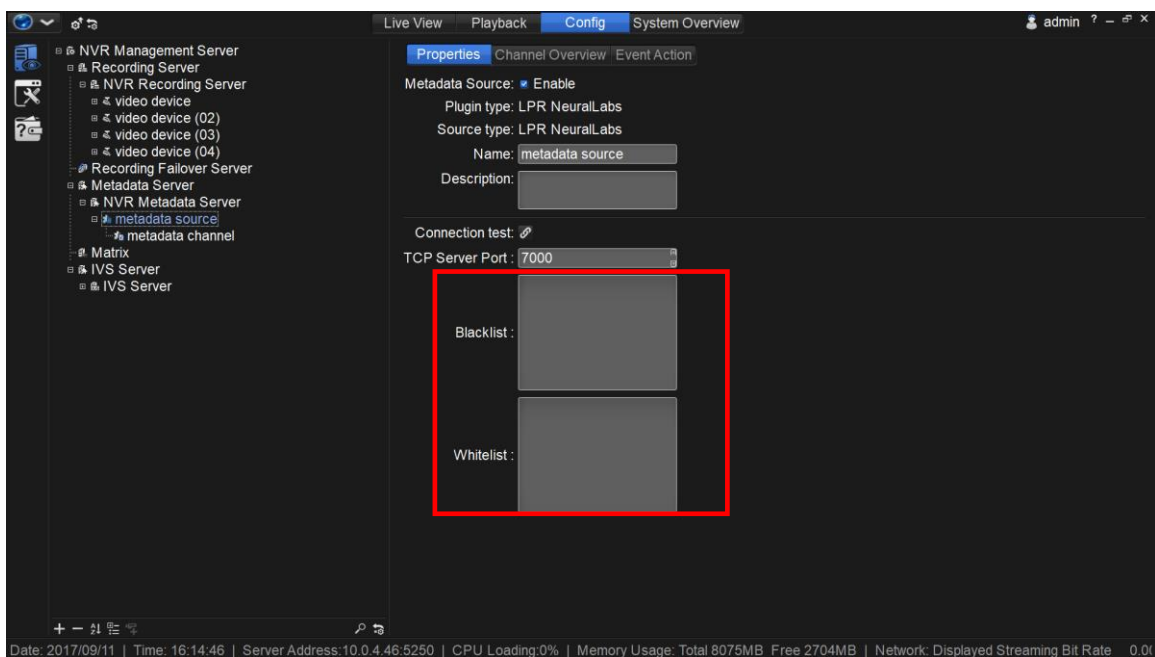 Live View Playback Config System Overview admin ? – ×
NVR Management Server
Recording Server
NVR Recording Server
video device
video device (02)
video device (03)
video device (04)
Recording Failover Server
Metadata Server
NVR Metadata Server
metadata source
metadata channel
Matrix
IVS Server
IVS Server
Properties Channel Overview Event Action
Metadata Source: Enable
Plugin type: LPR NeuralLabs
Source type: LPR NeuralLabs
Name: metadata source
Description:
Connection test:
TCP Server Port : 7000
Blacklist :
Whitelist :
Date: 2017/09/11 | Time: 16:14:46 | Server Address:10.0.4.46:5250 | CPU Loading:0% | Memory Usage: Total 8075MB Free 2704MB | Network: Displayed Streaming Bit Rate 0.0